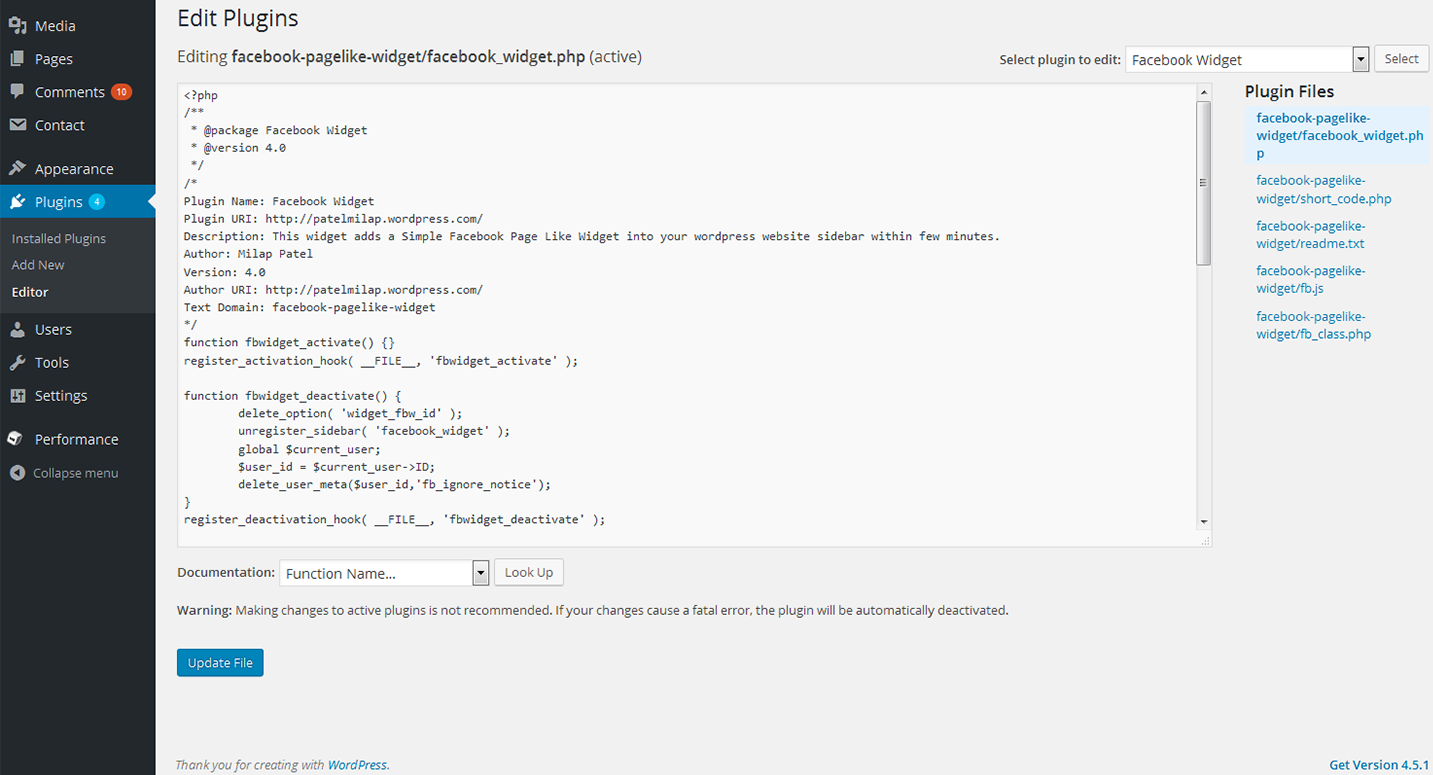 Media
Pages
Comments 10
Contact
Appearance
Plugins 4
Installed Plugins
Add New
Editor
Users
Tools
Settings
Performance
Collapse menu
Edit Plugins
Editing facebook-pagelike-widget/facebook_widget.php (active)
Select plugin to edit: Facebook Widget Select
<?php
/**
 * @package Facebook Widget
 * @version 4.0
 */
/*
Plugin Name: Facebook Widget
Plugin URI: http://patelmilap.wordpress.com/
Description: This widget adds a Simple Facebook Page Like Widget into your wordpress website sidebar within few minutes.
Author: Milap Patel
Version: 4.0
Author URI: http://patelmilap.wordpress.com/
Text Domain: facebook-pagelike-widget
*/
function fbwidget_activate() {}
register_activation_hook( __FILE__, 'fbwidget_activate' );
function fbwidget_deactivate() {
        delete_option( 'widget_fbw_id' );
        unregister_sidebar( 'facebook_widget' );
        global $current_user;
        $user_id = $current_user->ID;
        delete_user_meta($user_id,'fb_ignore_notice');
}
register_deactivation_hook( __FILE__, 'fbwidget_deactivate' );
Plugin Files
facebook-pagelike-
widget/facebook_widget.ph
p
facebook-pagelike-
widget/short_code.php
facebook-pagelike-
widget/readme.txt
facebook-pagelike-
widget/fb.js
facebook-pagelike-
widget/fb_class.php
Documentation: Function Name... Look Up
Warning: Making changes to active plugins is not recommended. If your changes cause a fatal error, the plugin will be automatically deactivated.
Update File
Thank you for creating with WordPress.
Get Version 4.5.1